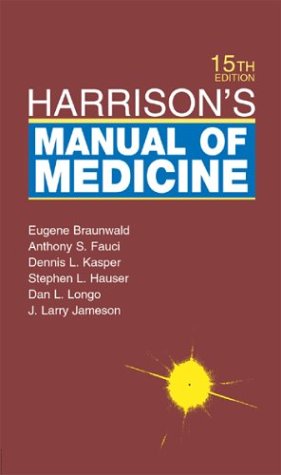 15TH
EDITION
HARRISON'S
MANUAL OF
MEDICINE
Eugene Braunwald
Anthony S. Fauci
Dennis L. Kasper
Stephen L. Hauser
Dan L. Longo
J. Larry Jameson